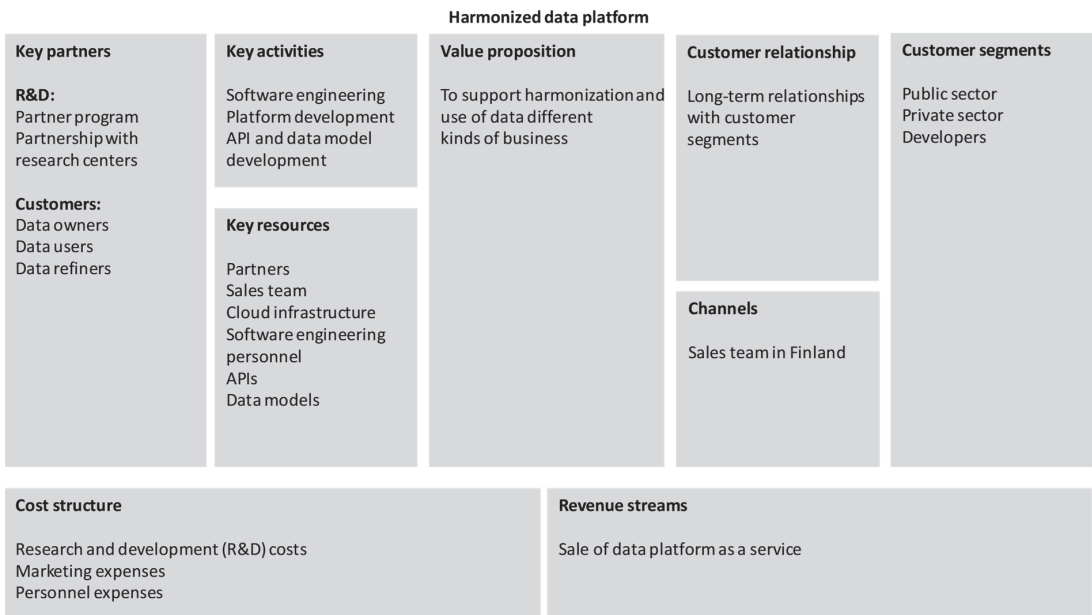 Harmonized data platform
Key partners
R&D:
Partner program
Partnership with
research centers
Customers:
Data owners
Data users
Data refiners
Key activities
Software engineering
Platform development
API and data model
development
Key resources
Partners
Sales team
Cloud infrastructure
Software engineering
personnel
APIs
Data models
Value proposition
To support harmonization and
use of data different
kinds of business
Customer relationship
Long-term relationships
with customer
segments
Channels
Sales team in Finland
Customer segments
Public sector
Private sector
Developers
Cost structure
Research and development (R&D) costs
Marketing expenses
Personnel expenses
Revenue streams
Sale of data platform as a service